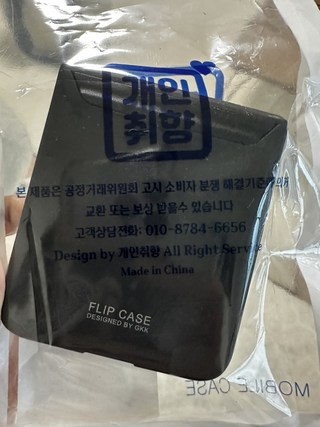 개인
취향
본 제품은 공정거래위원회 고시 소비자 분쟁 해결기준에의거
교환 또는 보상 받을수 있습니다
고객상담전화: 010-8784-6656
Design by 개인취향 All Right Serve
Made in China
FLIP CASE
DESIGNED BY GKK
MOBILE CASE